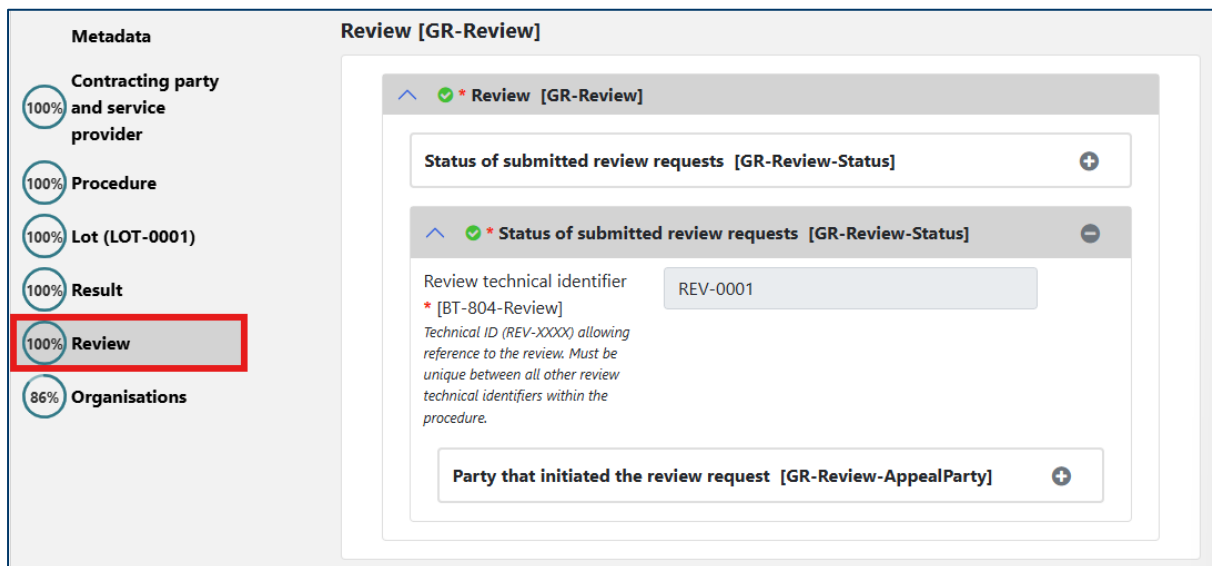 Metadata
100% Contracting party
and service
provider
100% Procedure
100% Lot (LOT-0001)
100% Result
100% Review
86% Organisations
Review [GR-Review]
* Review [GR-Review]
Status of submitted review requests [GR-Review-Status]
* Status of submitted review requests [GR-Review-Status]
Review technical identifier
* [BT-804-Review]
REV-0001
Technical ID (REV-XXXX) allowing
reference to the review. Must be
unique between all other review
technical identifiers within the
procedure.
Party that initiated the review request [GR-Review-AppealParty]